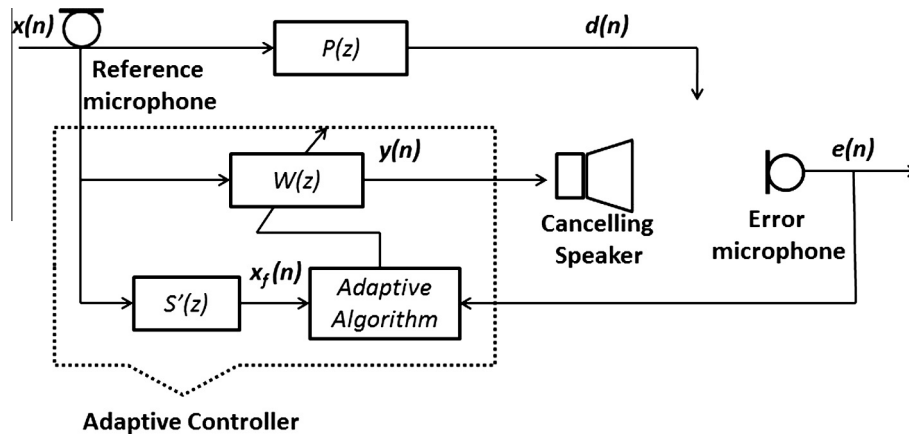 x(n)
P(z)
d(n)
Reference
microphone
y(n)
W(z)
e(n)
Cancelling
Speaker
Error
microphone
x_f(n)
S'(z)
Adaptive
Algorithm
Adaptive Controller